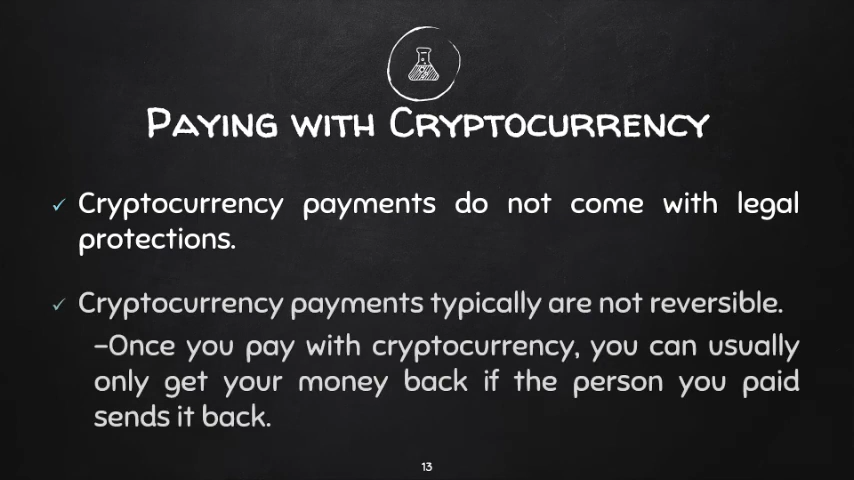 Paying with Cryptocurrency
✓ Cryptocurrency payments do not come with legal
protections.
✓ Cryptocurrency payments typically are not reversible.
–Once you pay with cryptocurrency, you can usually
only get your money back if the person you paid
sends it back.
13